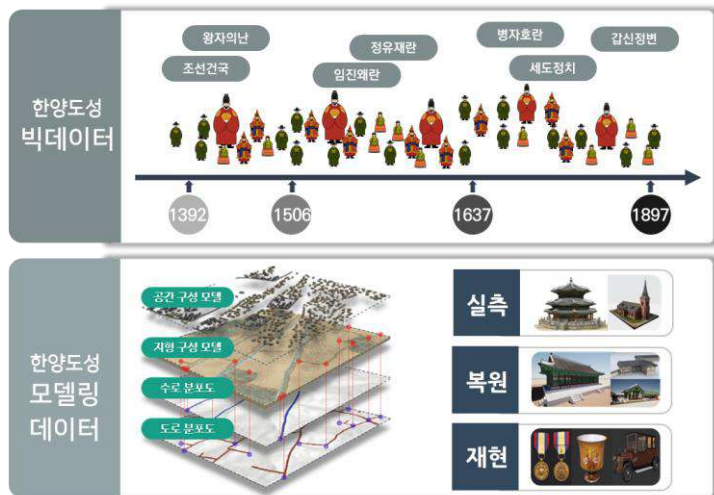 한양도성
빅데이터
왕자의난
조선건국
정유재란
임진왜란
병자호란
세도정치
갑신정변
1392
1506
1637
1897
한양도성
모델링
데이터
공간 구성 모델
지형 구성 모델
수로 분포도
도로 분포도
실측
복원
재현